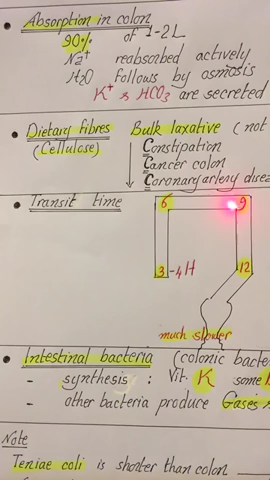 • Absorption in colon of 1-2L
90%
Na+ reabsorbed actively
H2O follows by osmosis
K+ & HCO3 are secreted
• Dietary fibres Bulk laxative (not
(Cellulose) ↓ Constipation
Cancer colon
Coronary artery
• Transit time
6 9
3-4H 12
much slower
• Intestinal bacteria (colonic
- synthesis : Vit. K some
- other bacteria produce Gases
Note
Teniae coli is shorter than colon